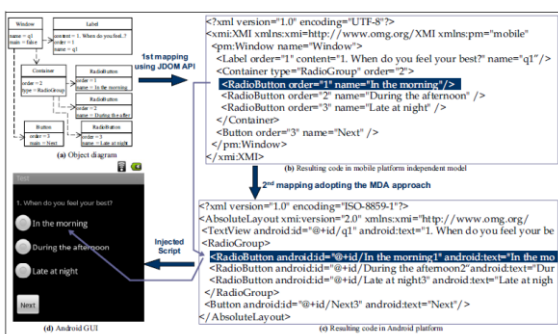 Window
name = q1
main = false
Label
content = 1. When do you feel..
order = 1
name = q1
Container
order = 2
type = RadioGroup
RadioButton
order = 1
name = In the morning
RadioButton
order = 2
name = During the after
RadioButton
order = 3
name = Late at night
Button
order = 3
name = Next
(a) Object diagram
1st mapping
using JDOM API
<?xml version="1.0" encoding="UTF-8"?>
<xmi:XMI xmlns:xmi=http://www.omg.org/XMI xmlns:pm="mobile"
<pm:Window name="Window">
<Label order="1" content="1. When do you feel your best?" name="q1"/>
<Container type="RadioGroup" order="2">
<RadioButton order="1" name="In the morning"/>
<RadioButton order="2" name="During the afternoon" />
<RadioButton order="3" name="Late at night" />
</Container>
<Button order="3" name="Next" />
</pm:Window>
</xmi:XMI>
(b) Resulting code in mobile platform independent model
2nd mapping adopting the MDA approach
<?xml version="1.0" encoding="ISO-8859-1"?>
<AbsoluteLayout xmi:version="2.0" xmlns:xmi="http://www.omg.org/
<TextView android:id="@+id/q1" android:text="1. When do you feel your be
<RadioGroup>
<RadioButton android:id="@+id/In the morning1" android:text="In the mo
<RadioButton android:id="@+id/During the afternoon2"android:text="Dur
<RadioButton android:id="@+id/Late at night3" android:text="Late at nigh
</RadioGroup>
<Button android:id="@+id/Next3" android:text="Next"/>
</AbsoluteLayout>
(c) Resulting code in Android platform
Injected
Script
Test
1. When do you feel your best?
In the morning
During the afternoon
Late at night
Next
(d) Android GUI